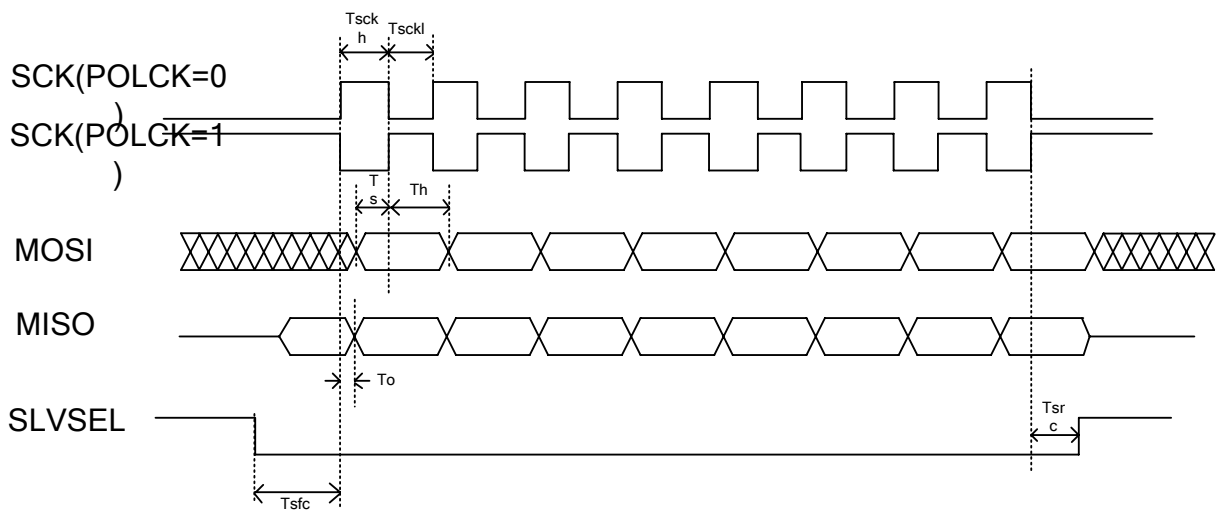 Tsck
h
Tsckl
SCK(POLCK=0
)
SCK(POLCK=1
)
T
s
Th
MOSI
MISO
To
SLVSEL
Tsr
c
Tsfc